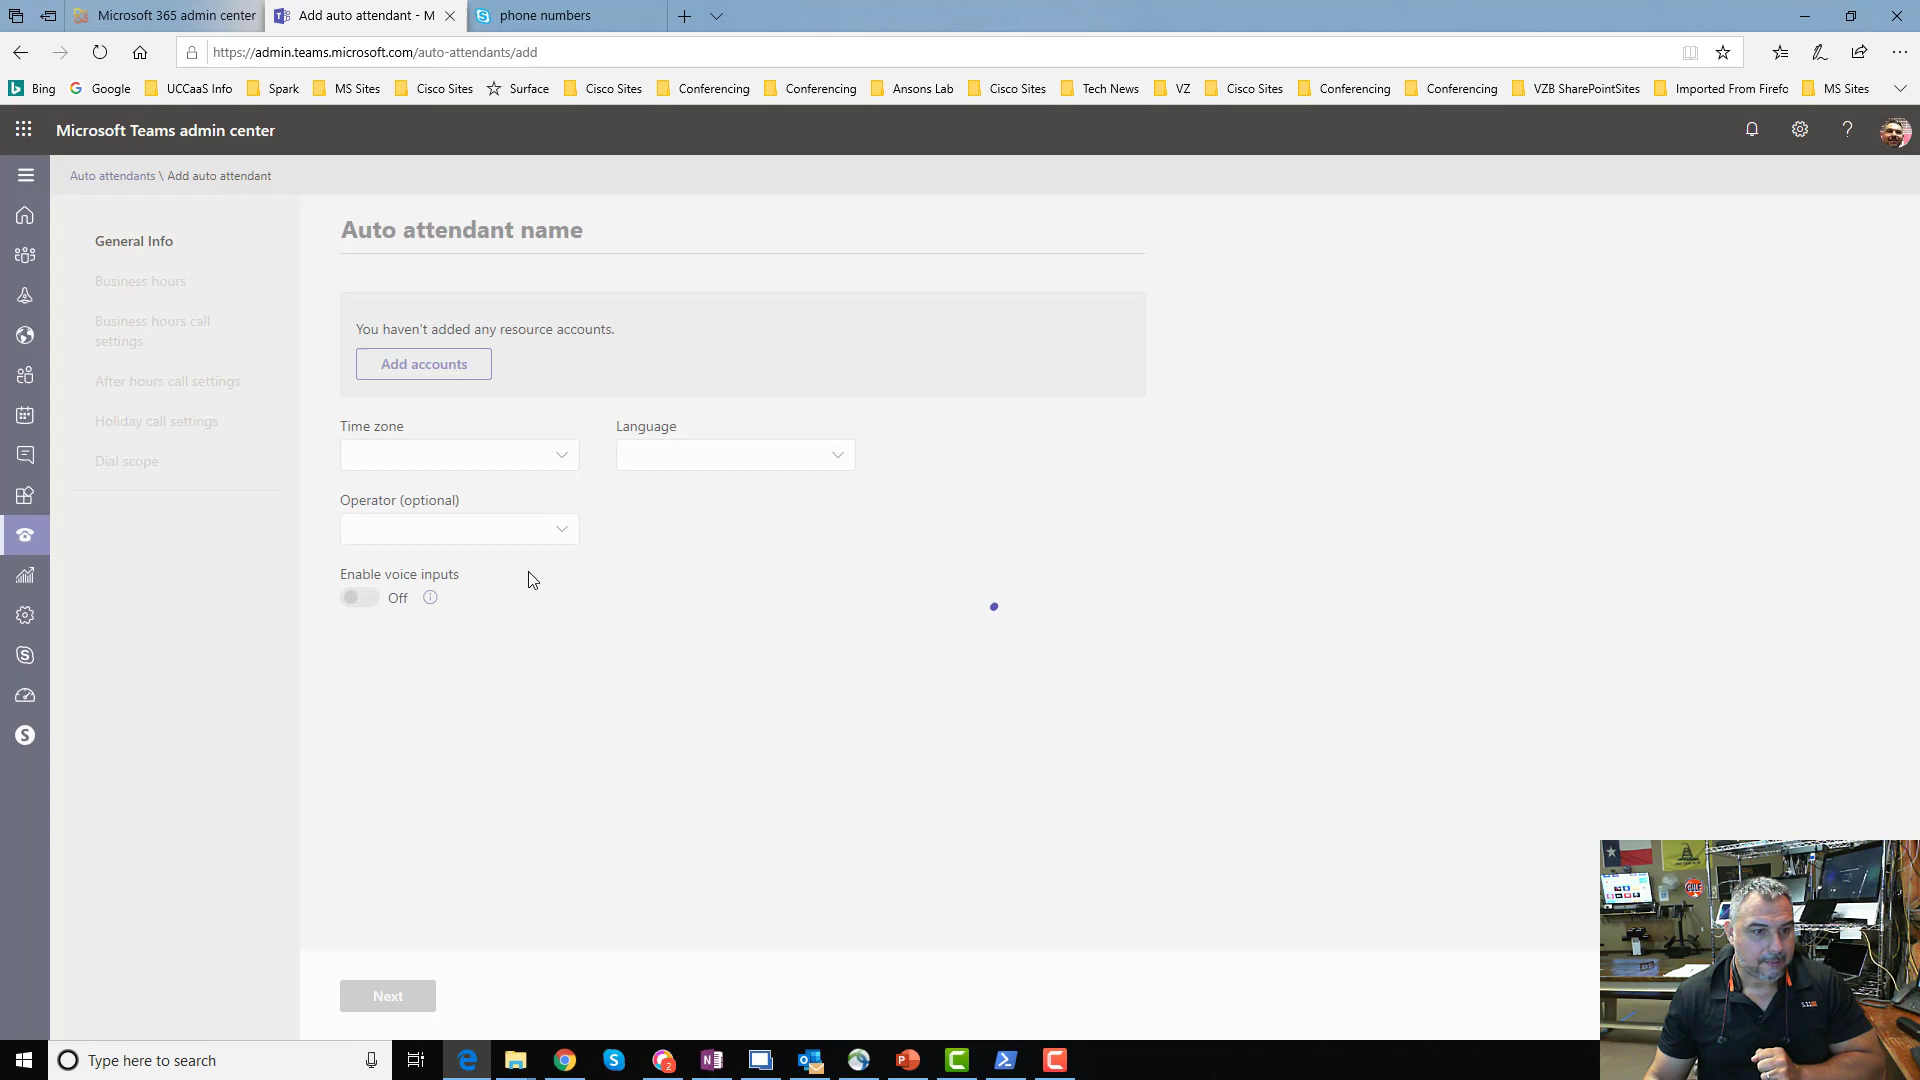 Microsoft 365 admin center
Add auto attendant - M
phone numbers
https://admin.teams.microsoft.com/auto-attendants/add
Bing
Google
UCCaaS Info
Spark
MS Sites
Cisco Sites
Surface
Cisco Sites
Conferencing
Conferencing
Ansons Lab
Cisco Sites
Tech News
VZ
Cisco Sites
Conferencing
Conferencing
VZB SharePointSites
Imported From Firefo
MS Sites
Microsoft Teams admin center
Auto attendants \ Add auto attendant
General Info
Business hours
Business hours call
settings
After hours call settings
Holiday call settings
Dial scope
Auto attendant name
You haven't added any resource accounts.
Add accounts
Time zone
Language
Operator (optional)
Enable voice inputs
Off
Next
Type here to search